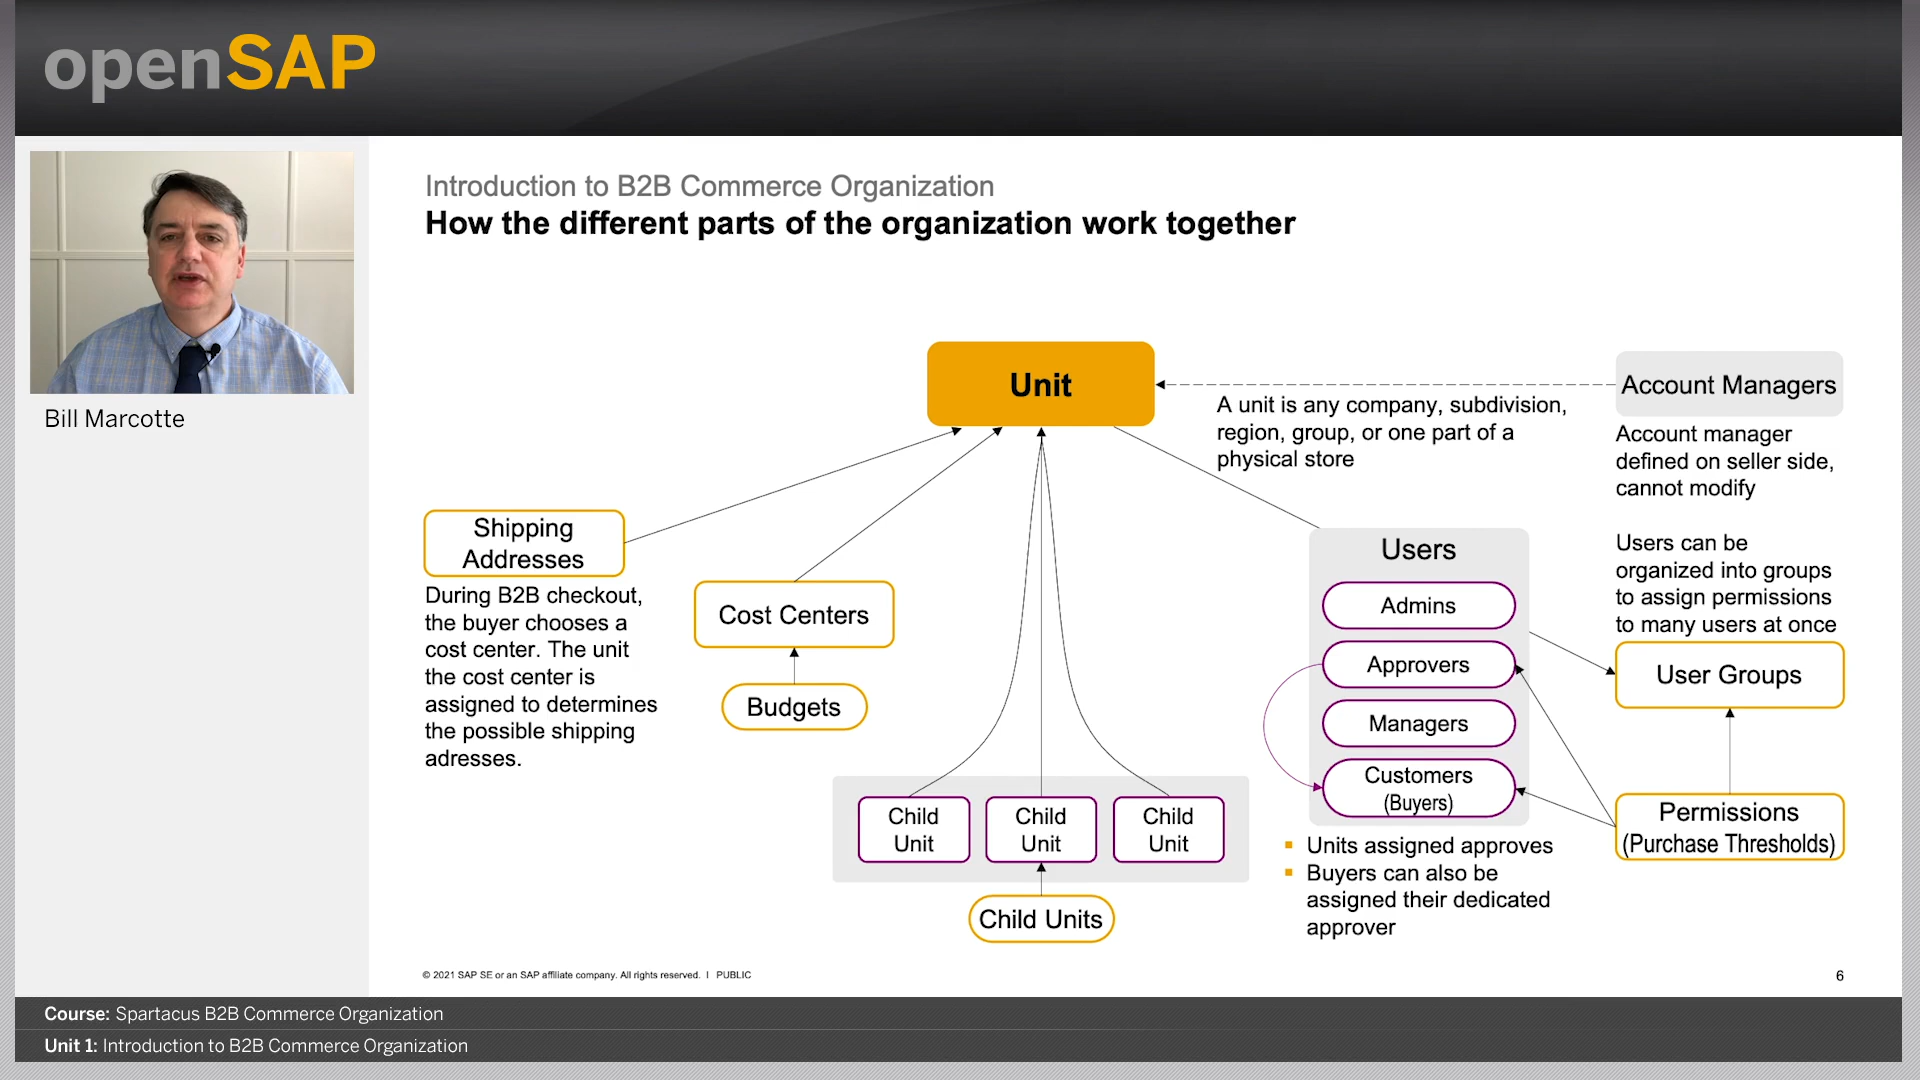 openSAP
Bill Marcotte
Introduction to B2B Commerce Organization
How the different parts of the organization work together
Unit
Account Managers
A unit is any company, subdivision,
region, group, or one part of a
physical store
Account manager
defined on seller side,
cannot modify
Shipping
Addresses
During B2B checkout,
the buyer chooses a
cost center. The unit
the cost center is
assigned to determines
the possible shipping
adresses.
Cost Centers
Budgets
Child
Unit
Child
Unit
Child
Unit
Child Units
Users
Admins
Approvers
Managers
Customers
(Buyers)
Units assigned approves
Buyers can also be
assigned their dedicated
approver
Users can be
organized into groups
to assign permissions
to many users at once
User Groups
Permissions
(Purchase Thresholds)
© 2021 SAP SE or an SAP affiliate company. All rights reserved. I PUBLIC
6
Course: Spartacus B2B Commerce Organization
Unit 1: Introduction to B2B Commerce Organization